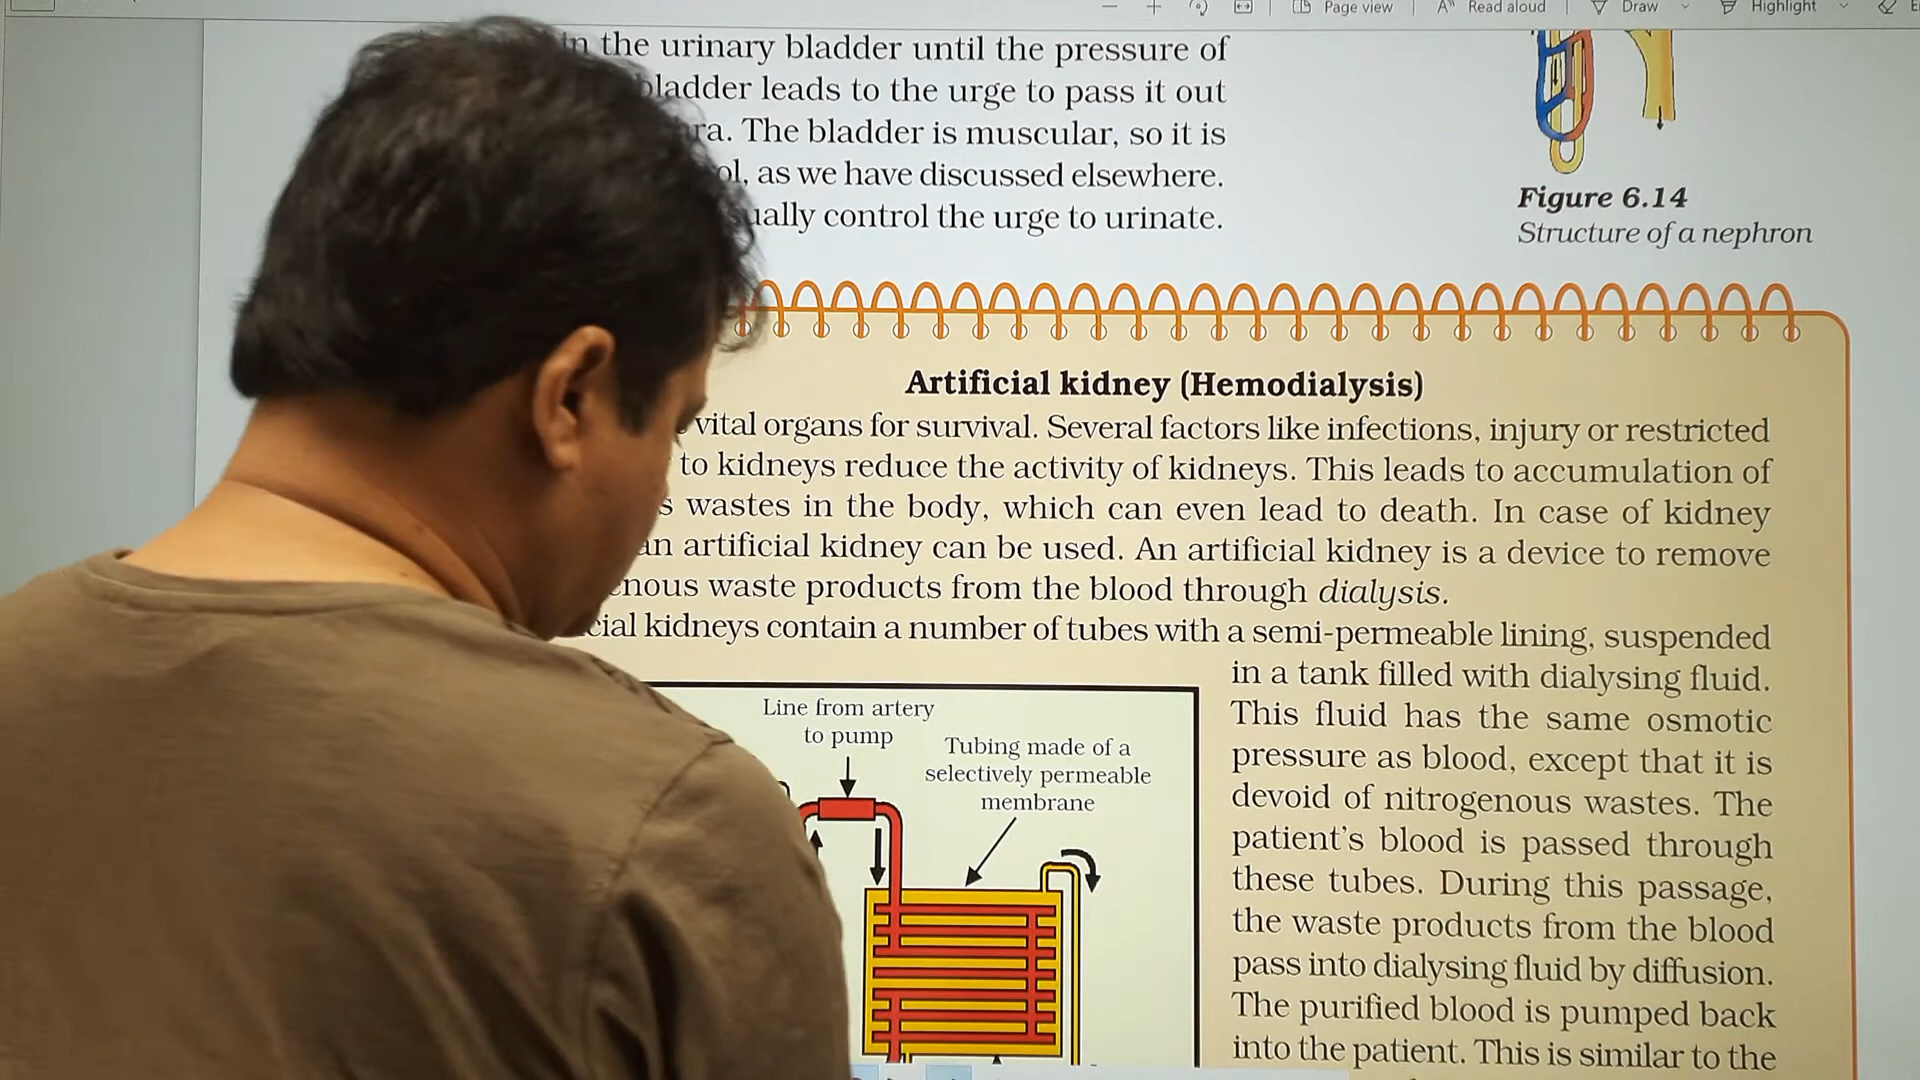 Page view
Read aloud
Draw
Highlight
in the urinary bladder until the pressure of
bladder leads to the urge to pass it out
The bladder is muscular, so it is
as we have discussed elsewhere.
control the urge to urinate.
Figure 6.14
Structure of a nephron
Artificial kidney (Hemodialysis)
vital organs for survival. Several factors like infections, injury or restricted
to kidneys reduce the activity of kidneys. This leads to accumulation of
wastes in the body, which can even lead to death. In case of kidney
an artificial kidney can be used. An artificial kidney is a device to remove
waste products from the blood through dialysis.
kidneys contain a number of tubes with a semi-permeable lining, suspended
in a tank filled with dialysing fluid.
This fluid has the same osmotic
pressure as blood, except that it is
devoid of nitrogenous wastes. The
patient's blood is passed through
these tubes. During this passage,
the waste products from the blood
pass into dialysing fluid by diffusion.
The purified blood is pumped back
into the patient. This is similar to the
Line from artery
to pump
Tubing made of a
selectively permeable
membrane